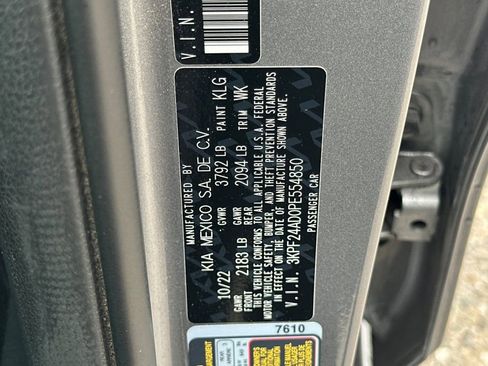 V.I.N.
MANUFACTURED BY
KIA MEXICO S.A. DE C.V.
10/22 GVWR 3792 LB PAINT KLG
GAWR FRONT 2183 LB GAWR REAR 2094 LB TRIM WK
THIS VEHICLE CONFORMS TO ALL APPLICABLE U.S.A. FEDERAL
MOTOR VEHICLE SAFETY, BUMPER, AND THEFT PREVENTION STANDARDS
IN EFFECT ON THE DATE OF MANUFACTURE SHOWN ABOVE.
V.I.N. 3KPF24AD0PE554850
PASSENGER CAR
7610